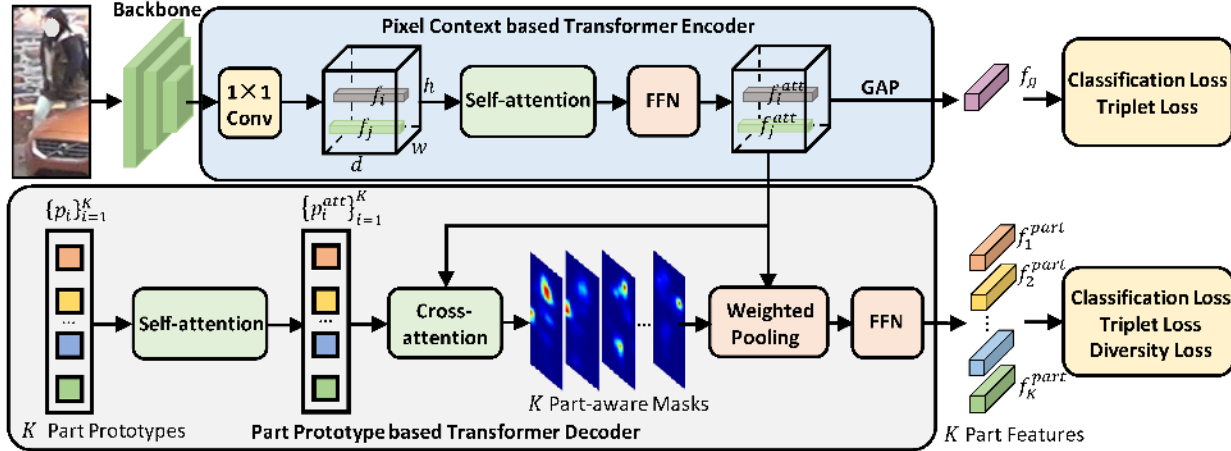 Backbone
Pixel Context based Transformer Encoder
1×1
Conv
f_i
f_j
h
w
d
Self-attention
FFN
f_i^{att}
f_j^{att}
GAP
f_g
Classification Loss
Triplet Loss
{p_i}_{i=1}^K
{p_i^{att}}_{i=1}^K
...
Self-attention
...
Cross-
attention
...
K Part-aware Masks
Weighted
Pooling
FFN
f_1^{part}
f_2^{part}
⋮
f_K^{part}
Classification Loss
Triplet Loss
Diversity Loss
K Part Prototypes
Part Prototype based Transformer Decoder
K Part Features